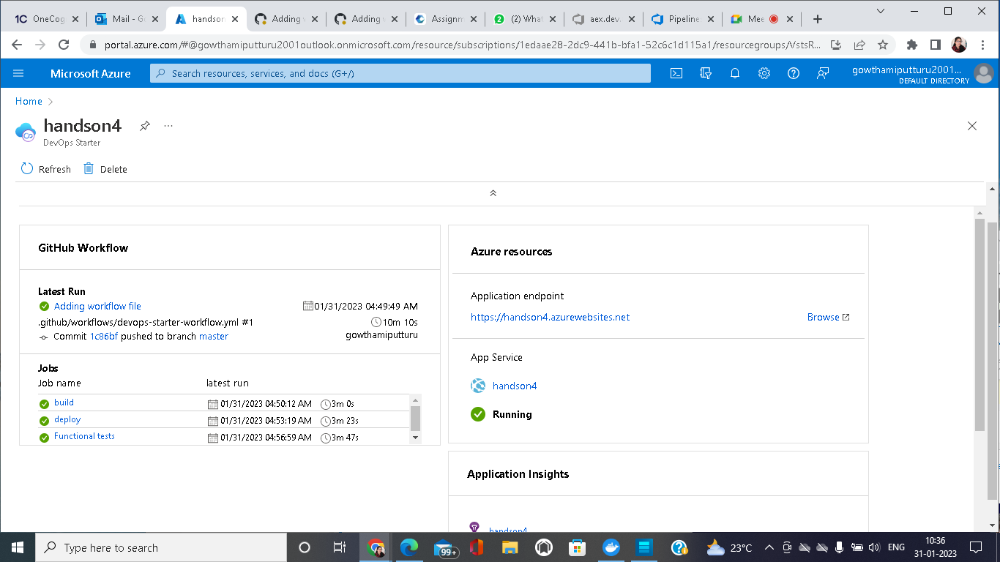 1C OneCog
Mail - G
handson
Adding
Adding
Assignm
(2) What
aex.dev
Pipeline
Mee
portal.azure.com/#@gowthamiputturu2001outlook.onmicrosoft.com/resource/subscriptions/1edaae28-2dc9-441b-bfa1-52c6c1d115a1/resourcegroups/VstsR...
Microsoft Azure
Search resources, services, and docs (G+/)
gowthamiputturu2001...
DEFAULT DIRECTORY
Home
handson4
DevOps Starter
Refresh Delete
GitHub Workflow
Latest Run
Adding workflow file 01/31/2023 04:49:49 AM
.github/workflows/devops-starter-workflow.yml #1 10m 10s
Commit 1c86bf pushed to branch master gowthamiputturu
Jobs
Job name latest run
build 01/31/2023 04:50:12 AM 3m 0s
deploy 01/31/2023 04:53:19 AM 3m 23s
Functional tests 01/31/2023 04:56:59 AM 3m 47s
Azure resources
Application endpoint
https://handson4.azurewebsites.net Browse
App Service
handson4
Running
Application Insights
handson4
Type here to search
99+
23°C
ENG
10:36
31-01-2023